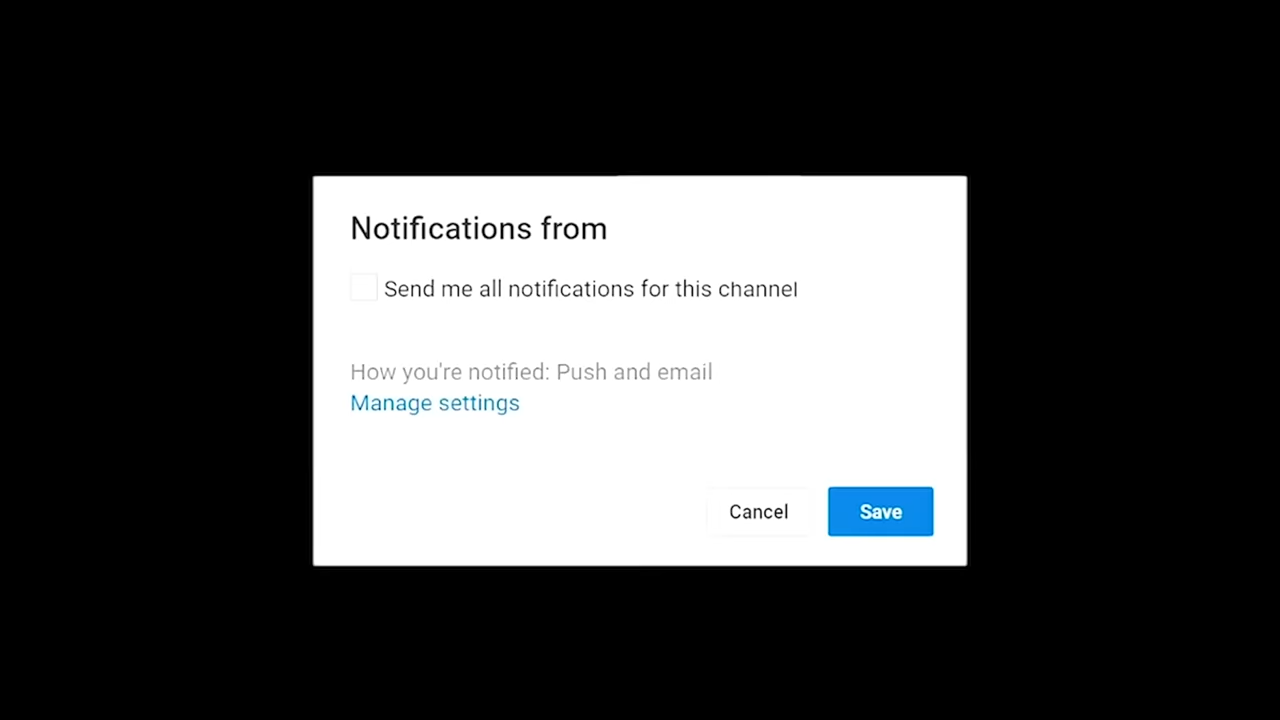 Notifications from
Send me all notifications for this channel
How you're notified: Push and email
Manage settings
Cancel Save